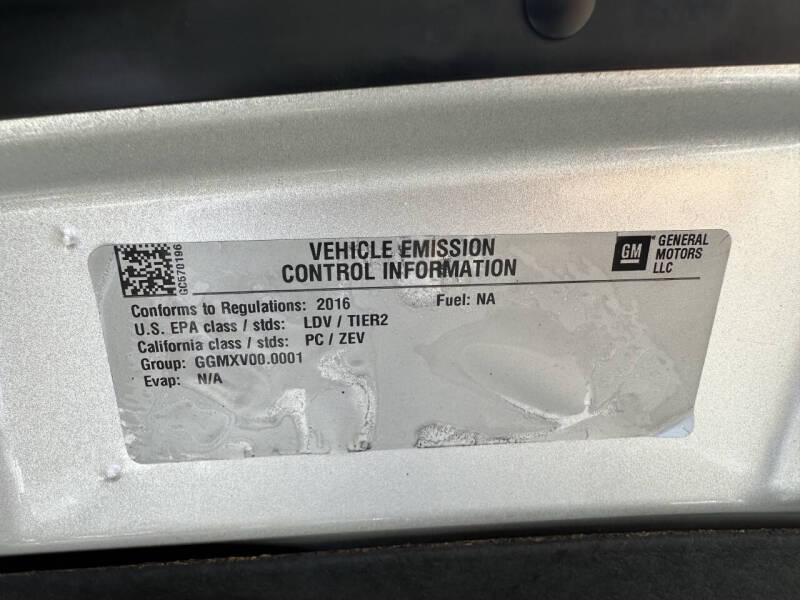 GC570196
VEHICLE EMISSION
CONTROL INFORMATION
GM
GENERAL
MOTORS
LLC
Conforms to Regulations: 2016 Fuel: NA
U.S. EPA class / stds: LDV / TIER2
California class / stds: PC / ZEV
Group: GGMXV00.0001
Evap: N/A